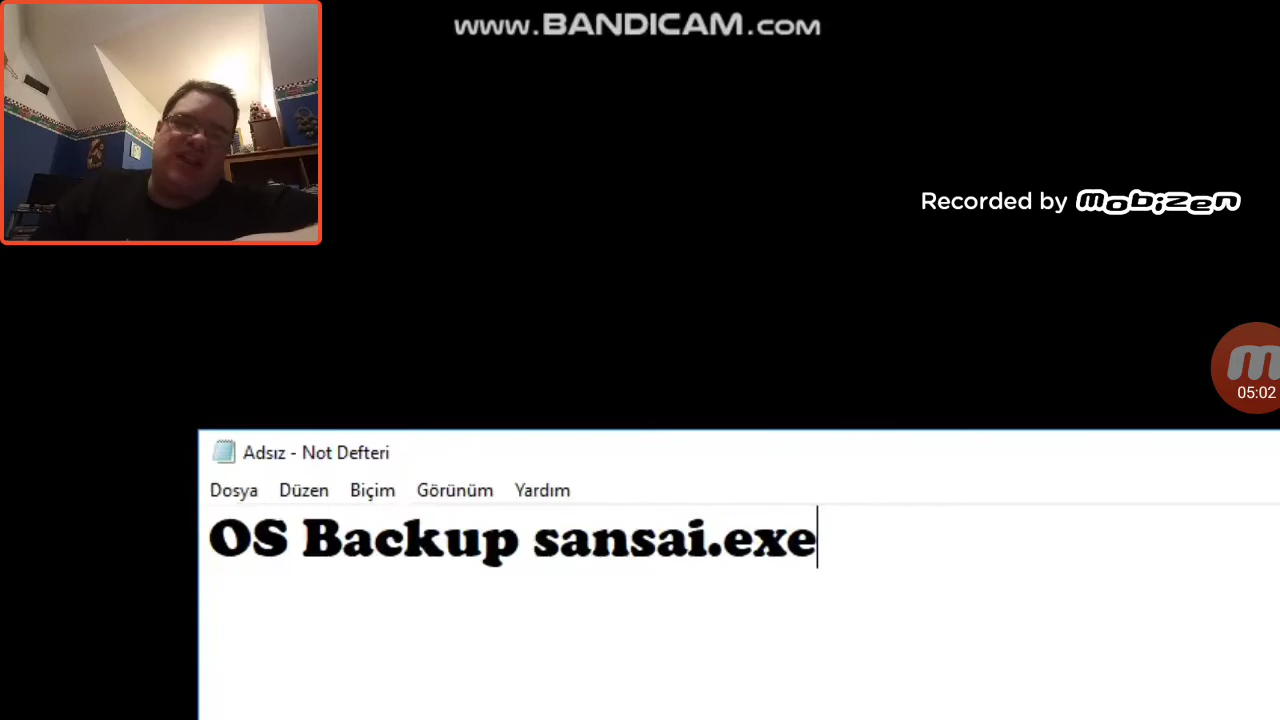 www.BANDICAM.com
Recorded by mobizen
05:02
Adsız - Not Defteri
Dosya Düzen Biçim Görünüm Yardım
OS Backup sansai.exe